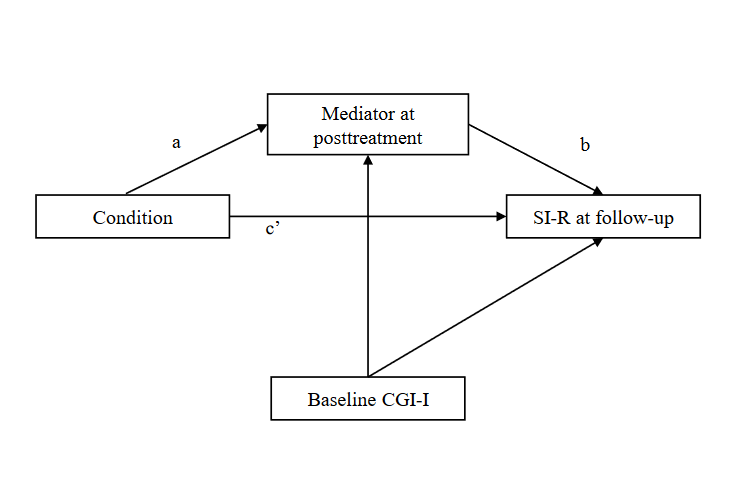 Mediator at
posttreatment
a
b
Condition
SI-R at follow-up
c’
Baseline CGI-I